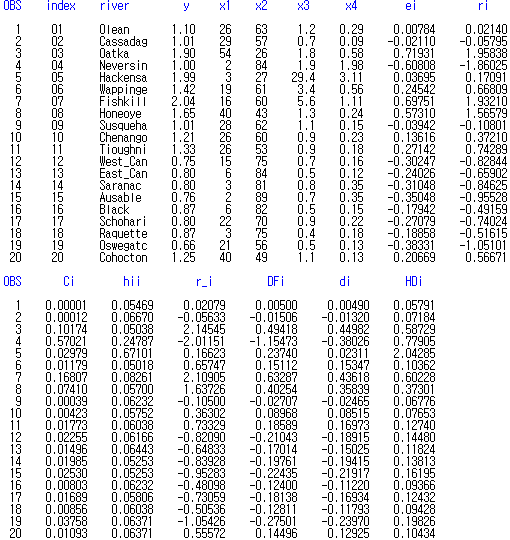 OBS index river y x1 x2 x3 x4 ei ri
1 01 Olean 1.10 26 63 1.2 0.29 0.00784 0.02140
2 02 Cassadag 1.01 29 57 0.7 0.09 -0.02110 -0.05795
3 03 Oatka 1.90 54 26 1.8 0.58 0.71931 1.95838
4 04 Neversin 1.00 2 84 1.9 1.98 -0.60808 -1.86025
5 05 Hackensa 1.99 3 27 29.4 3.11 0.03695 0.17091
6 06 Wappinge 1.42 19 61 3.4 0.56 0.24542 0.66809
7 07 Fishkill 2.04 16 60 5.6 1.11 0.69751 1.93210
8 08 Honeoye 1.65 40 43 1.3 0.24 0.57310 1.56579
9 09 Susqueha 1.01 28 62 1.1 0.15 -0.03942 -0.10801
10 10 Chenango 1.21 26 60 0.9 0.23 0.13616 0.37210
11 11 Tioughni 1.33 26 53 0.9 0.18 0.27142 0.74289
12 12 West_Can 0.75 15 75 0.7 0.16 -0.30247 -0.82844
13 13 East_Can 0.80 6 84 0.5 0.12 -0.24026 -0.65902
14 14 Saranac 0.80 3 81 0.8 0.35 -0.31048 -0.84625
15 15 Ausable 0.76 2 89 0.7 0.35 -0.35048 -0.95528
16 16 Black 0.87 6 82 0.5 0.15 -0.17942 -0.49159
17 17 Schohari 0.80 22 70 0.9 0.22 -0.27079 -0.74024
18 18 Raquette 0.87 3 75 0.4 0.18 -0.18858 -0.51615
19 19 Oswegatc 0.66 21 56 0.5 0.13 -0.38331 -1.05101
20 20 Cohocton 1.25 40 49 1.1 0.13 0.20669 0.56671
OBS Ci hii r_i DFi di HDi
1 0.00001 0.05469 0.02079 0.00500 0.00490 0.05791
2 0.00012 0.06670 -0.05633 -0.01506 -0.01320 0.07184
3 0.10174 0.05038 2.14545 0.49418 0.44982 0.58729
4 0.57021 0.24787 -2.01151 -1.15473 -0.38026 0.77905
5 0.02979 0.67101 0.16623 0.23740 0.02311 2.04285
6 0.01179 0.05018 0.65747 0.15112 0.15347 0.10362
7 0.16807 0.08261 2.10905 0.63287 0.43618 0.60228
8 0.07410 0.05700 1.63726 0.40254 0.35839 0.37301
9 0.00039 0.06232 -0.10500 -0.02707 -0.02465 0.06776
10 0.00423 0.05752 0.36302 0.08968 0.08515 0.07653
11 0.01773 0.06038 0.73329 0.18589 0.16973 0.12740
12 0.02255 0.06166 -0.82090 -0.21043 -0.18915 0.14480
13 0.01496 0.06443 -0.64833 -0.17014 -0.15025 0.11824
14 0.01985 0.05253 -0.83928 -0.19761 -0.19415 0.13813
15 0.02530 0.05253 -0.95283 -0.22435 -0.21917 0.16195
16 0.00803 0.06232 -0.48098 -0.12400 -0.11220 0.09366
17 0.01689 0.05806 -0.73059 -0.18138 -0.16934 0.12432
18 0.00856 0.06038 -0.50536 -0.12811 -0.11793 0.09428
19 0.03758 0.06371 -1.05426 -0.27501 -0.23970 0.19826
20 0.01093 0.06371 0.55572 0.14496 0.12925 0.10434